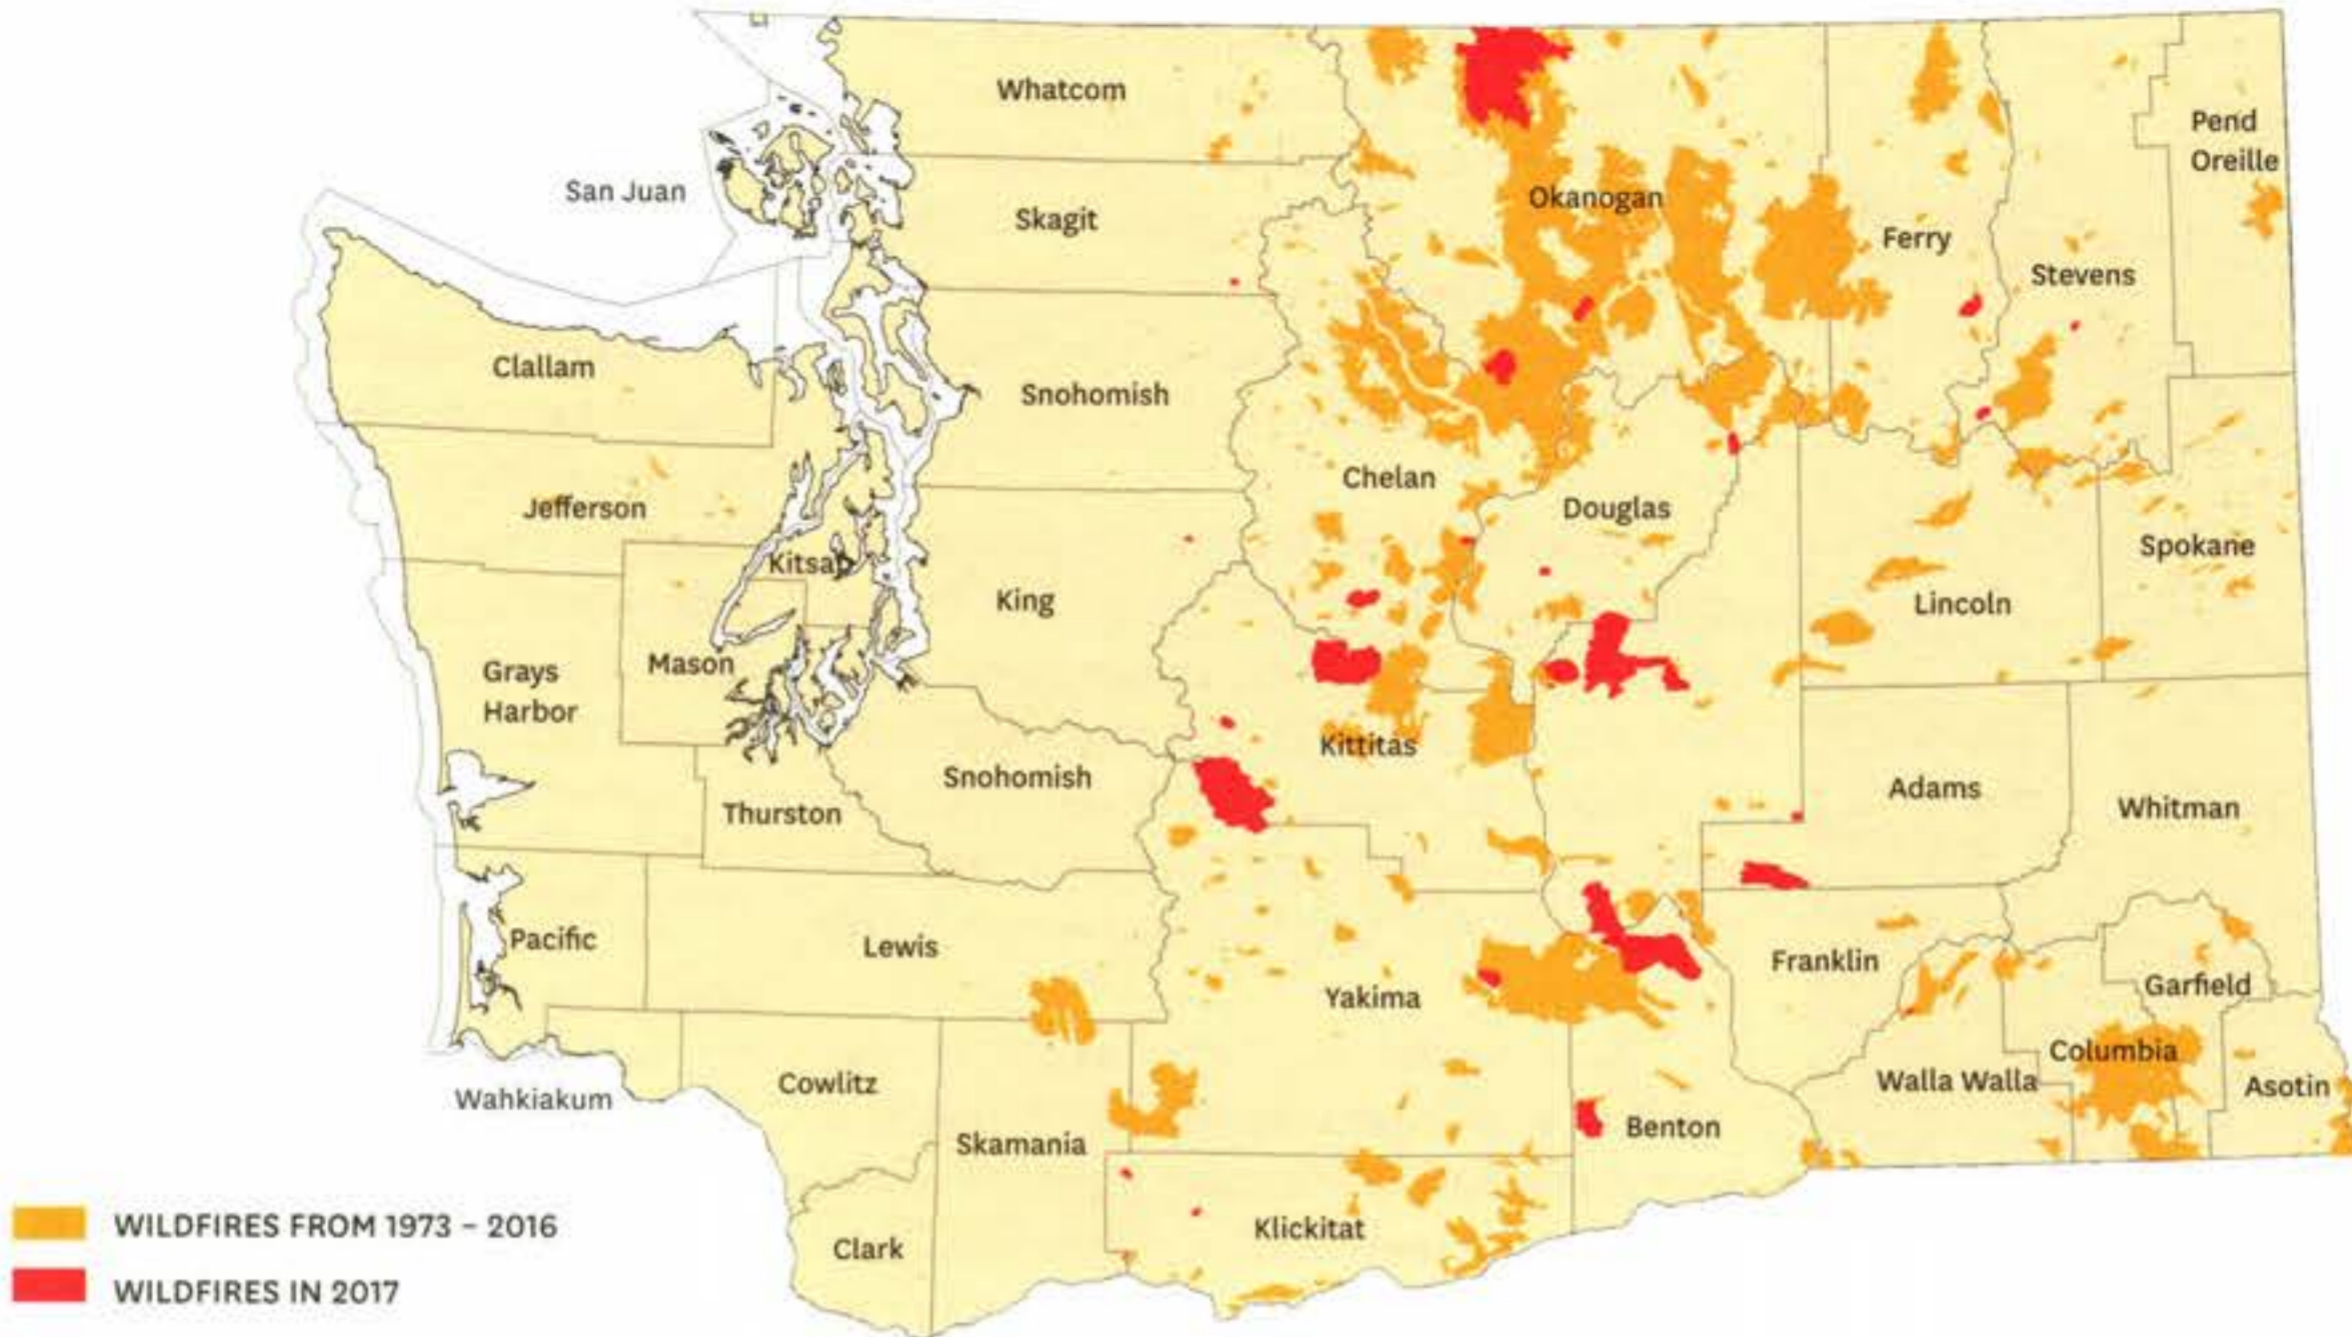 Whatcom
Pend
Oreille
San Juan
Okanogan
Skagit
Ferry
Stevens
Clallam
Snohomish
Chelan
Jefferson
Douglas
Spokane
Kitsap
King
Lincoln
Grays
Harbor
Mason
Kittitas
Snohomish
Adams
Thurston
Whitman
Pacific
Lewis
Franklin
Yakima
Garfield
Columbia
Wahkiakum
Cowlitz
Walla Walla
Asotin
Skamania
Benton
Klickitat
Clark
WILDFIRES FROM 1973 – 2016
WILDFIRES IN 2017